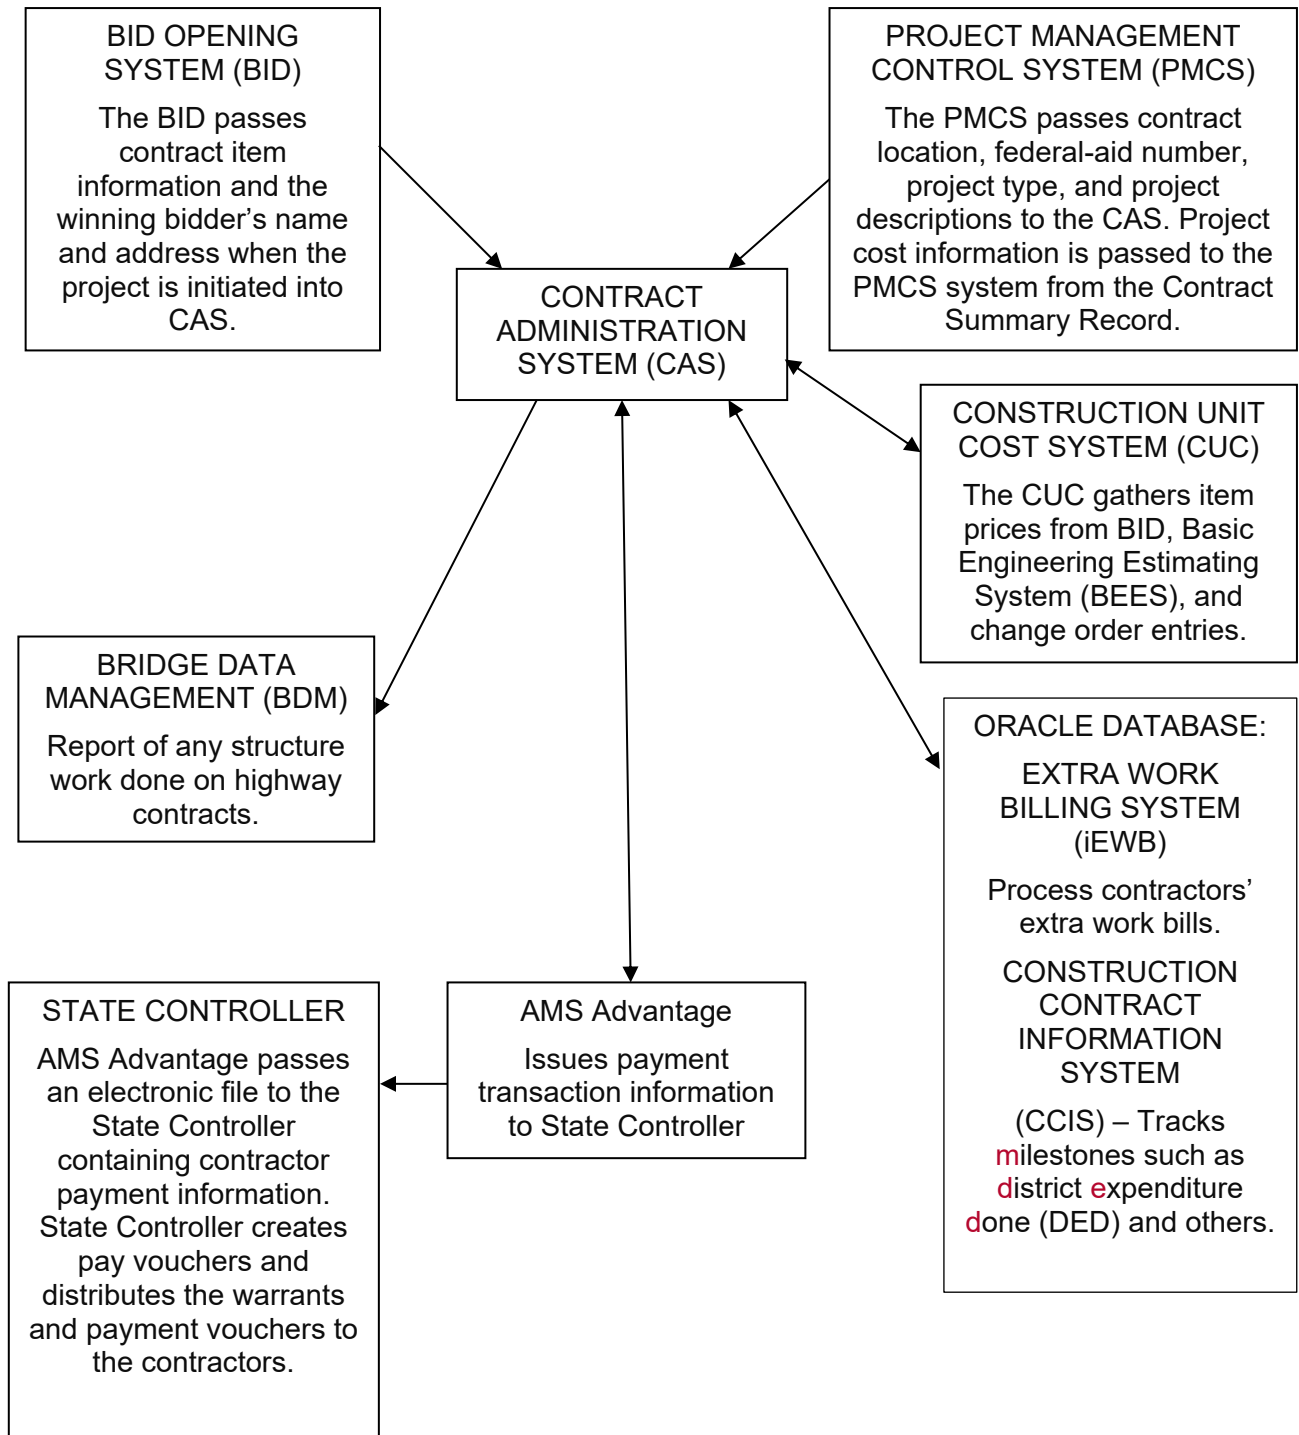 BID OPENING
SYSTEM (BID)
The BID passes
contract item
information and the
winning bidder’s name
and address when the
project is initiated into
CAS.
PROJECT MANAGEMENT
CONTROL SYSTEM (PMCS)
The PMCS passes contract
location, federal-aid number,
project type, and project
descriptions to the CAS. Project
cost information is passed to the
PMCS system from the Contract
Summary Record.
CONTRACT
ADMINISTRATION
SYSTEM (CAS)
CONSTRUCTION UNIT
COST SYSTEM (CUC)
The CUC gathers item
prices from BID, Basic
Engineering Estimating
System (BEES), and
change order entries.
BRIDGE DATA
MANAGEMENT (BDM)
Report of any structure
work done on highway
contracts.
ORACLE DATABASE:
EXTRA WORK
BILLING SYSTEM
(iEWB)
Process contractors’
extra work bills.
CONSTRUCTION
CONTRACT
INFORMATION
SYSTEM
(CCIS) – Tracks
milestones such as
district expenditure
done (DED) and others.
STATE CONTROLLER
AMS Advantage passes
an electronic file to the
State Controller
containing contractor
payment information.
State Controller creates
pay vouchers and
distributes the warrants
and payment vouchers to
the contractors.
AMS Advantage
Issues payment
transaction information
to State Controller